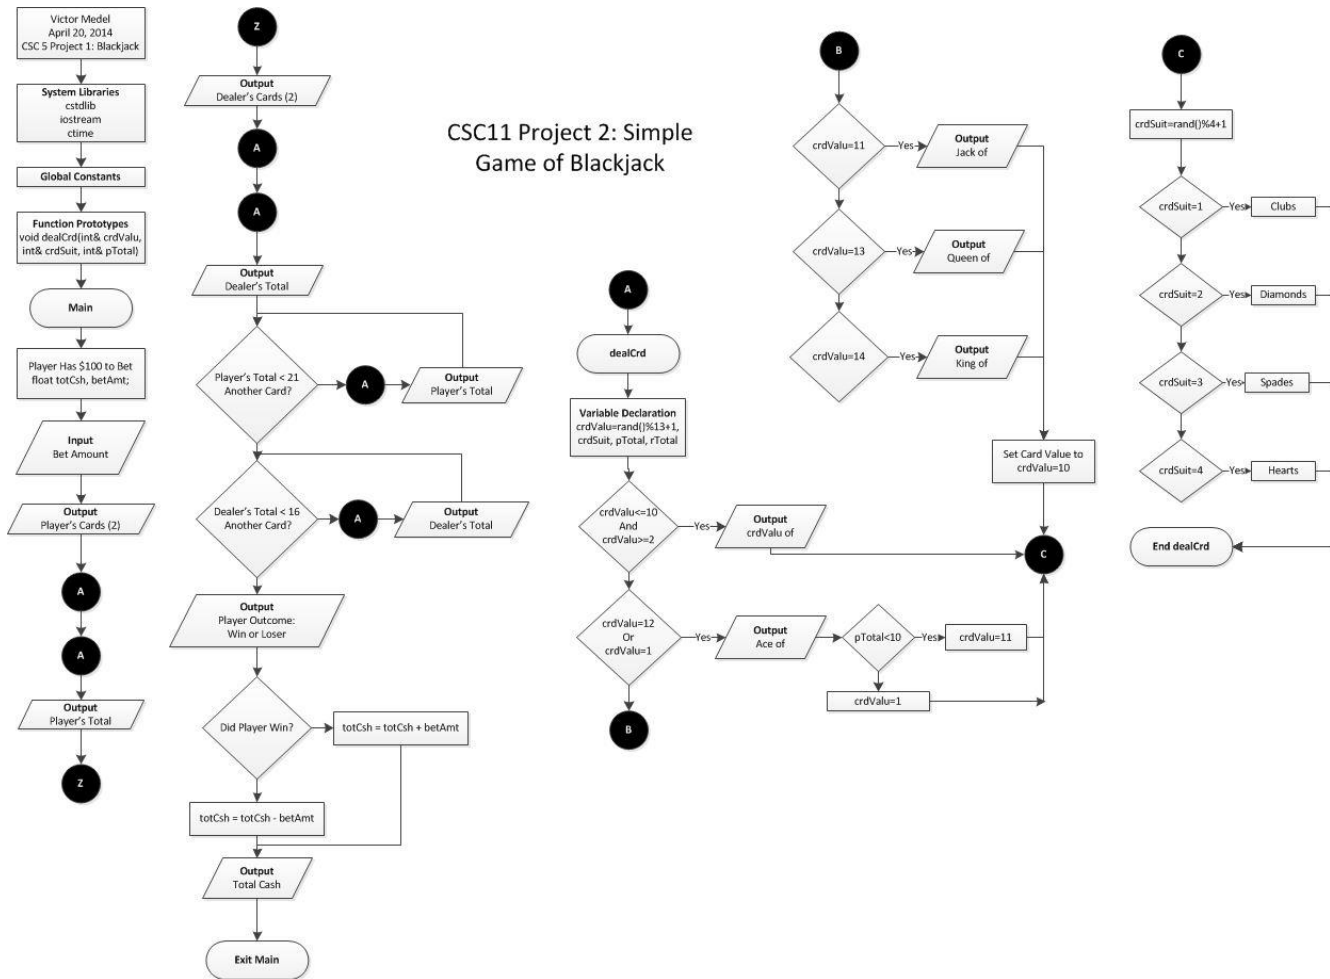 Victor Medel
April 20, 2014
CSC 5 Project 1: Blackjack
System Libraries
cstdlib
iostream
ctime
Global Constants
Function Prototypes
void dealCrd(int& crdValu,
int& crdSuit, int& pTotal)
Main
Player Has $100 to Bet
float totCsh, betAmt;
Input
Bet Amount
Output
Player's Cards (2)
A
A
Output
Player's Total
Z
Z
Output
Dealer's Cards (2)
A
A
Output
Dealer's Total
Player's Total < 21
Another Card?
A
Output
Player's Total
Dealer's Total < 16
Another Card?
A
Output
Dealer's Total
Output
Player Outcome:
Win or Loser
Did Player Win?
totCsh = totCsh + betAmt
totCsh = totCsh - betAmt
Output
Total Cash
Exit Main
CSC11 Project 2: Simple
Game of Blackjack
A
dealCrd
Variable Declaration
crdValu=rand()%13+1,
crdSuit, pTotal, rTotal
crdValu<=10
And
crdValu>=2
Yes
Output
crdValu of
crdValu=12
Or
crdValu=1
Yes
Output
Ace of
pTotal<10
Yes
crdValu=11
crdValu=1
B
B
crdValu=11
Yes
Output
Jack of
crdValu=13
Yes
Output
Queen of
crdValu=14
Yes
Output
King of
Set Card Value to
crdValu=10
C
C
crdSuit=rand()%4+1
crdSuit=1
Yes
Clubs
crdSuit=2
Yes
Diamonds
crdSuit=3
Yes
Spades
crdSuit=4
Yes
Hearts
End dealCrd